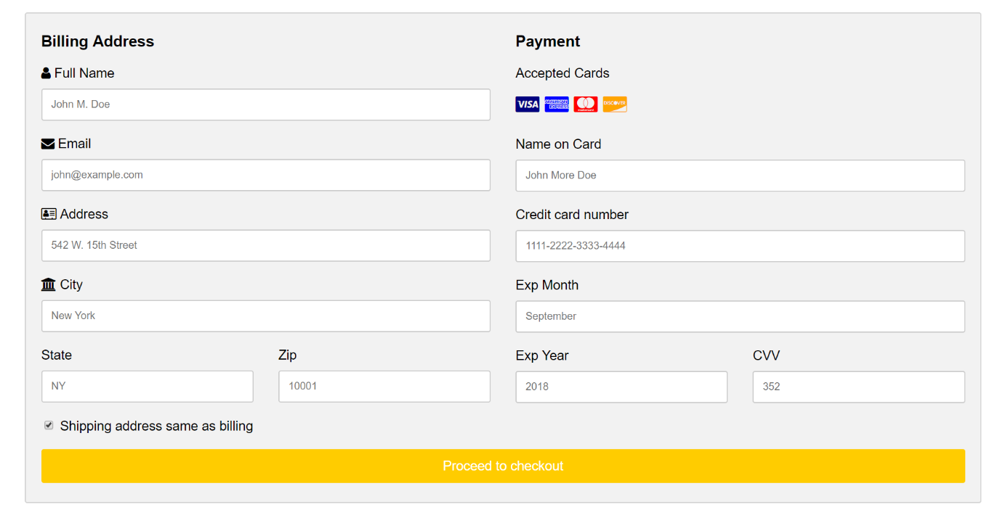 Billing Address
Full Name
John M. Doe
Email
john@example.com
Address
542 W. 15th Street
City
New York
State Zip
NY 10001
Shipping address same as billing
Payment
Accepted Cards
VISA AMERICAN EXPRESS mastercard DISCOVER
Name on Card
John More Doe
Credit card number
1111-2222-3333-4444
Exp Month
September
Exp Year CVV
2018 352
Proceed to checkout